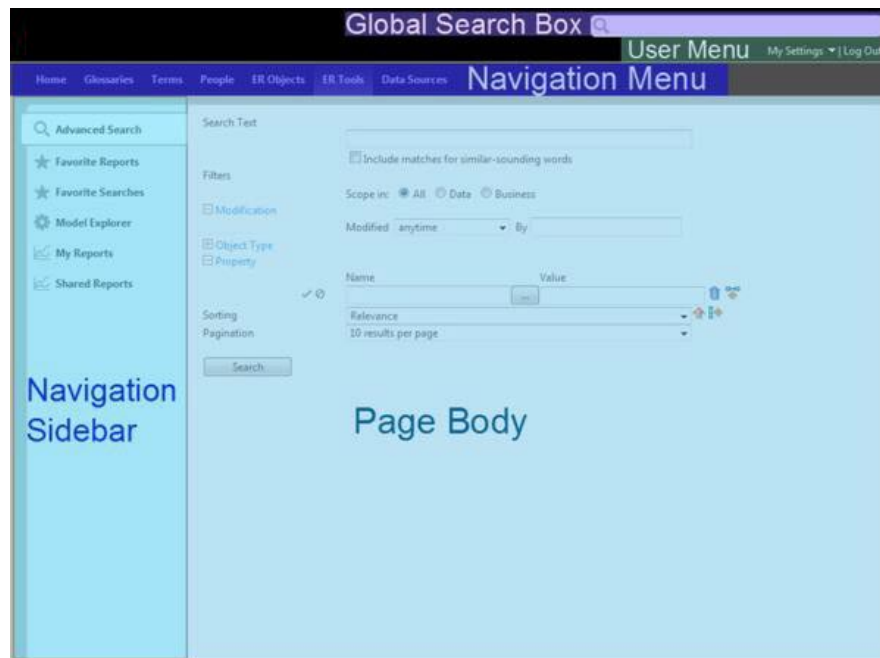 Global Search Box
User Menu My Settings | Log Out
Home Glossaries Terms People ER Objects ER Tools Data Sources Navigation Menu
Advanced Search
Favorite Reports
Favorite Searches
Model Explorer
My Reports
Shared Reports
Navigation
Sidebar
Search Text
Include matches for similar-sounding words
Filters
Scope in: All Data Business
Modification
Modified anytime By
Object Type
Property
Name Value
...
Sorting Relevance
Pagination 10 results per page
Search
Page Body